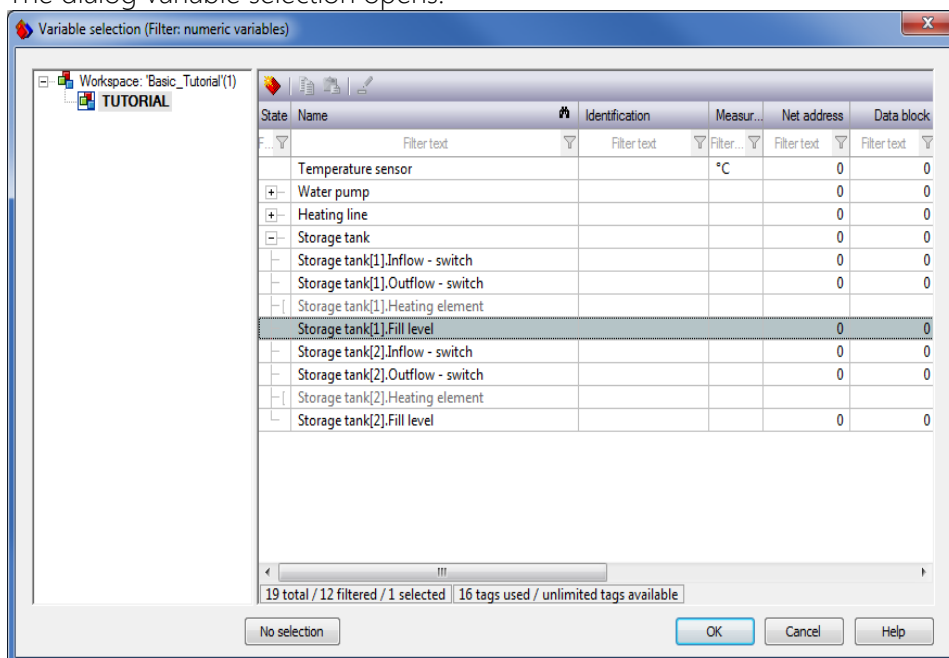 The dialog variable selection opens.
Variable selection (Filter: numeric variables)
Workspace: 'Basic_Tutorial'(1)
TUTORIAL
State Name Identification Measur... Net address Data block
F... Filter text Filter text Filter... Filter text Filter text
Temperature sensor °C 0 0
Water pump 0 0
Heating line 0 0
Storage tank 0 0
Storage tank[1].Inflow - switch 0 0
Storage tank[1].Outflow - switch 0 0
Storage tank[1].Heating element
Storage tank[1].Fill level 0 0
Storage tank[2].Inflow - switch 0 0
Storage tank[2].Outflow - switch 0 0
Storage tank[2].Heating element
Storage tank[2].Fill level 0 0
19 total / 12 filtered / 1 selected 16 tags used / unlimited tags available
No selection OK Cancel Help